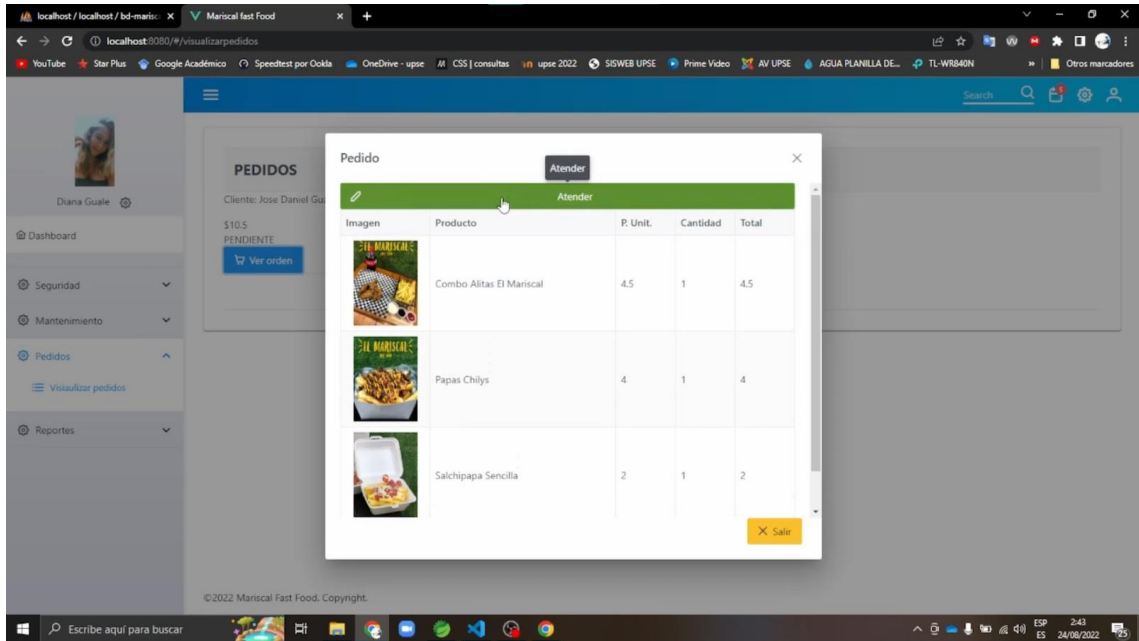 localhost / localhost / bd-marisc
Mariscal fast Food
localhost:8080/#/visualizarpedidos
YouTube
Star Plus
Google Académico
Speedtest por Ookla
OneDrive - upse
CSS | consultas
upse 2022
SISWEB UPSE
Prime Video
AV UPSE
AGUA PLANILLA DE...
TL-WR840N
»
Otros marcadores
Search
Diana Guale
Dashboard
Seguridad
Mantenimiento
Pedidos
Visiaulizar pedidos
Reportes
PEDIDOS
Cliente: Jose Daniel Gu
$10.5
PENDIENTE
Ver orden
Pedido
Atender
Atender
Imagen Producto P. Unit. Cantidad Total
EL MARISCAL
Combo Alitas El Mariscal 4.5 1 4.5
EL MARISCAL
Papas Chilys 4 1 4
Salchipapa Sencilla 2 1 2
Salir
©2022 Mariscal Fast Food. Copyright.
Escribe aquí para buscar
ESP
ES
2:43
24/08/2022
25